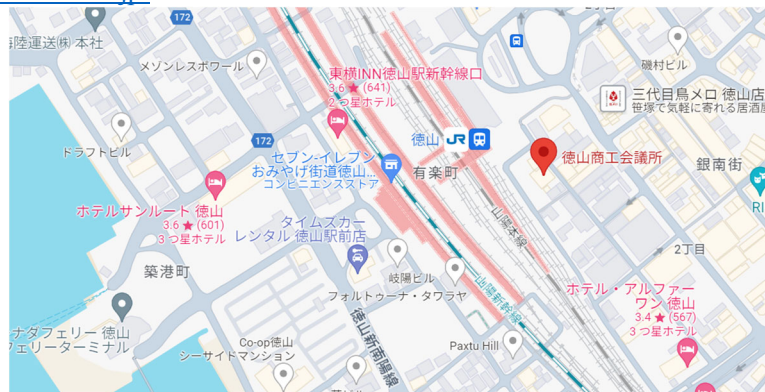 172
陸運送㈱ 本社
メゾンレスポワール
東横INN徳山駅新幹線口
3.6 ★ (641)
2 つ星ホテル
2丁目
磯村ビル
三代目鳥メロ 徳山店
笹塚で気軽に寄れる居酒屋
徳山 JR
徳山商工会議所
銀南街
ドラフトビル
172
セブン-イレブン
おみやげ街道徳山...
コンビニエンスストア
有楽町
山陽本線
RI
ホテルサンルート 徳山
3.6 ★ (601)
3 つ星ホテル
タイムズカー
レンタル 徳山駅前店
2丁目
築港町
岐陽ビル
フォルトゥーナ・タワラヤ
山陽新幹線
ホテル・アルファー
ワン 徳山
3.4 ★ (567)
3 つ星ホテル
ナダフェリー 徳山
フェリーターミナル
Co-op徳山
シーサイドマンション
徳山新南陽線
Paxtu Hill